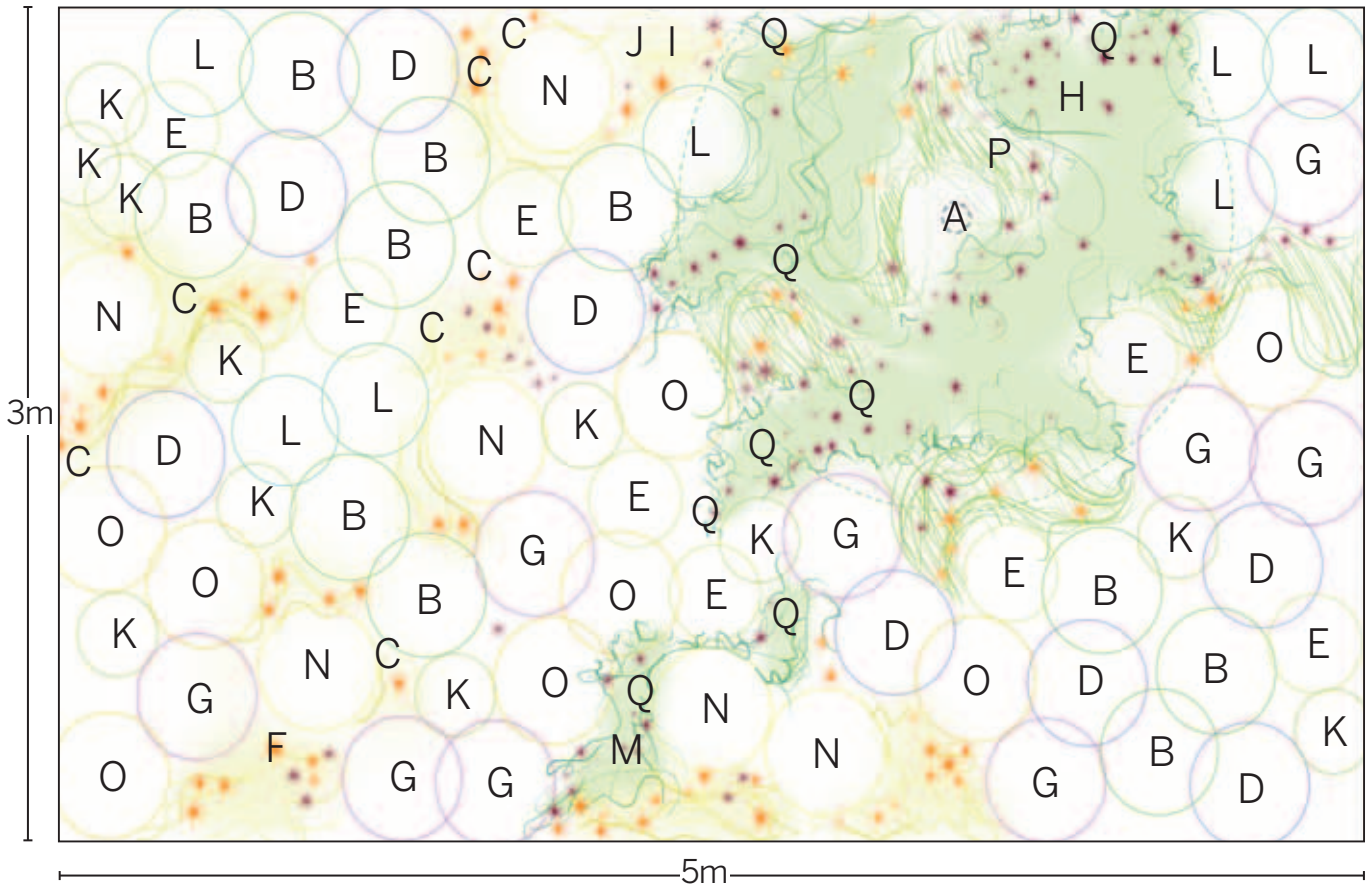 C J I Q Q
L B D C N L L
K E H
B L P G
K K B D E B L
B A
C Q
N C E C D E O
K
L O
D L N K Q G G
C Q
K B E Q
O G K G K
O B O E E B D
K Q D
N C E
G K O Q N O D B
F M N B K
O G G G D
3m
5m